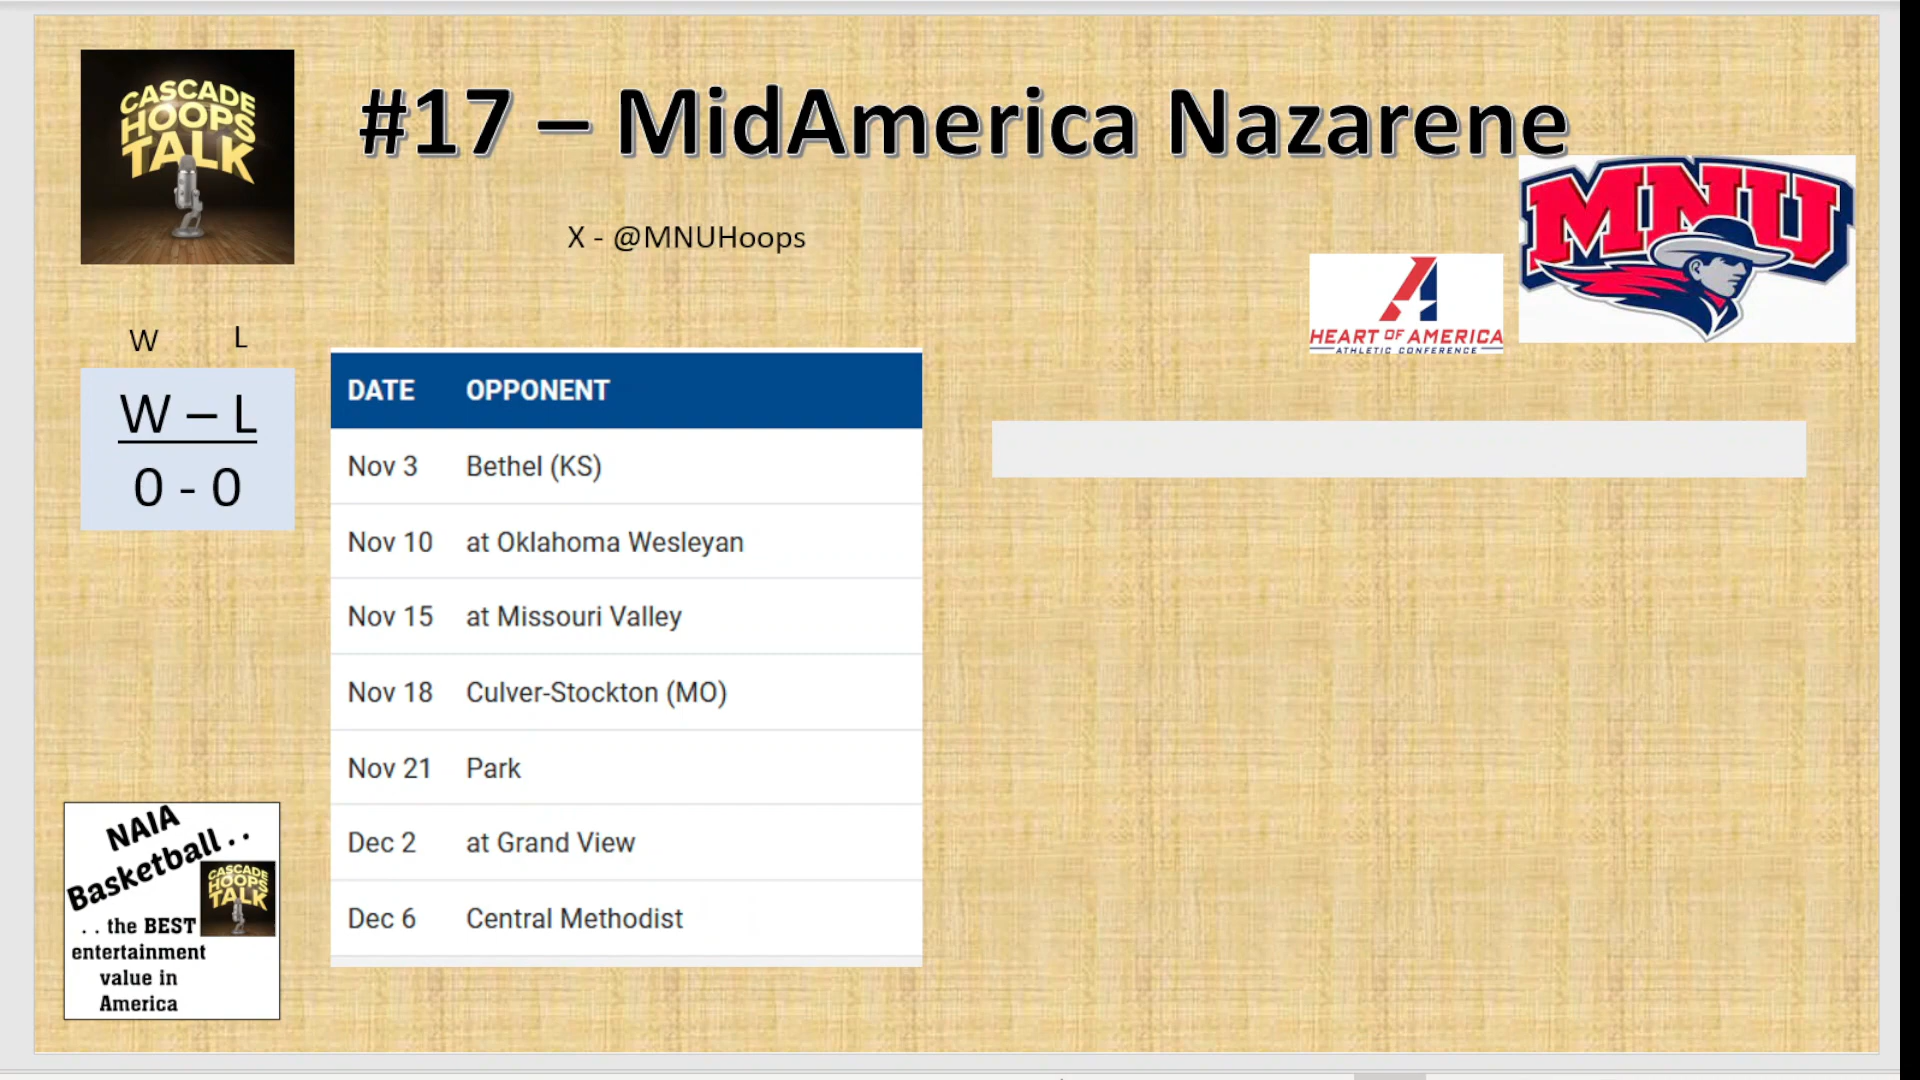 CASCADE
HOOPS
TALK
#17 – MidAmerica Nazarene
X - @MNUHoops
MNU
HEART OF AMERICA
ATHLETIC CONFERENCE
W L
W – L
0 - 0
DATE OPPONENT
Nov 3 Bethel (KS)
Nov 10 at Oklahoma Wesleyan
Nov 15 at Missouri Valley
Nov 18 Culver-Stockton (MO)
Nov 21 Park
Dec 2 at Grand View
Dec 6 Central Methodist
NAIA
Basketball . .
CASCADE
HOOPS
TALK
. . the BEST
entertainment
value in
America